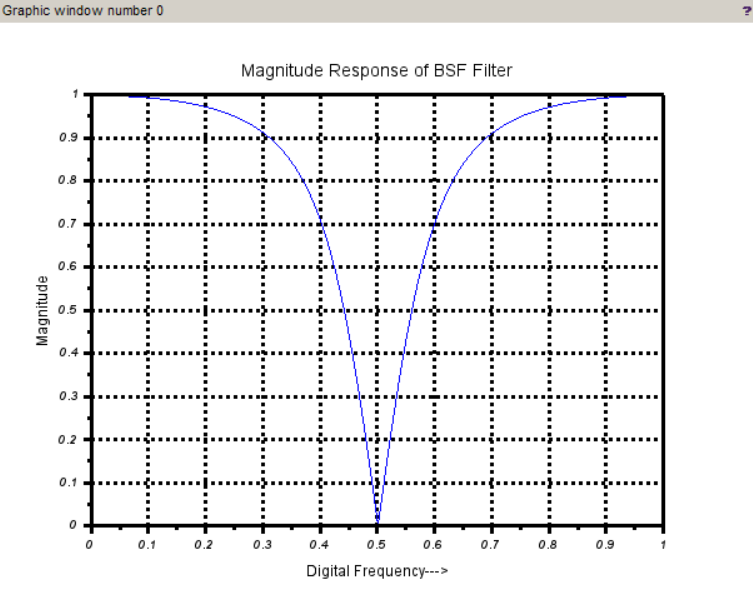 Graphic window number 0
?
Magnitude Response of BSF Filter
1
0.9
0.8
0.7
0.6
0.5
0.4
0.3
0.2
0.1
0
Magnitude
0 0.1 0.2 0.3 0.4 0.5 0.6 0.7 0.8 0.9 1
Digital Frequency--->